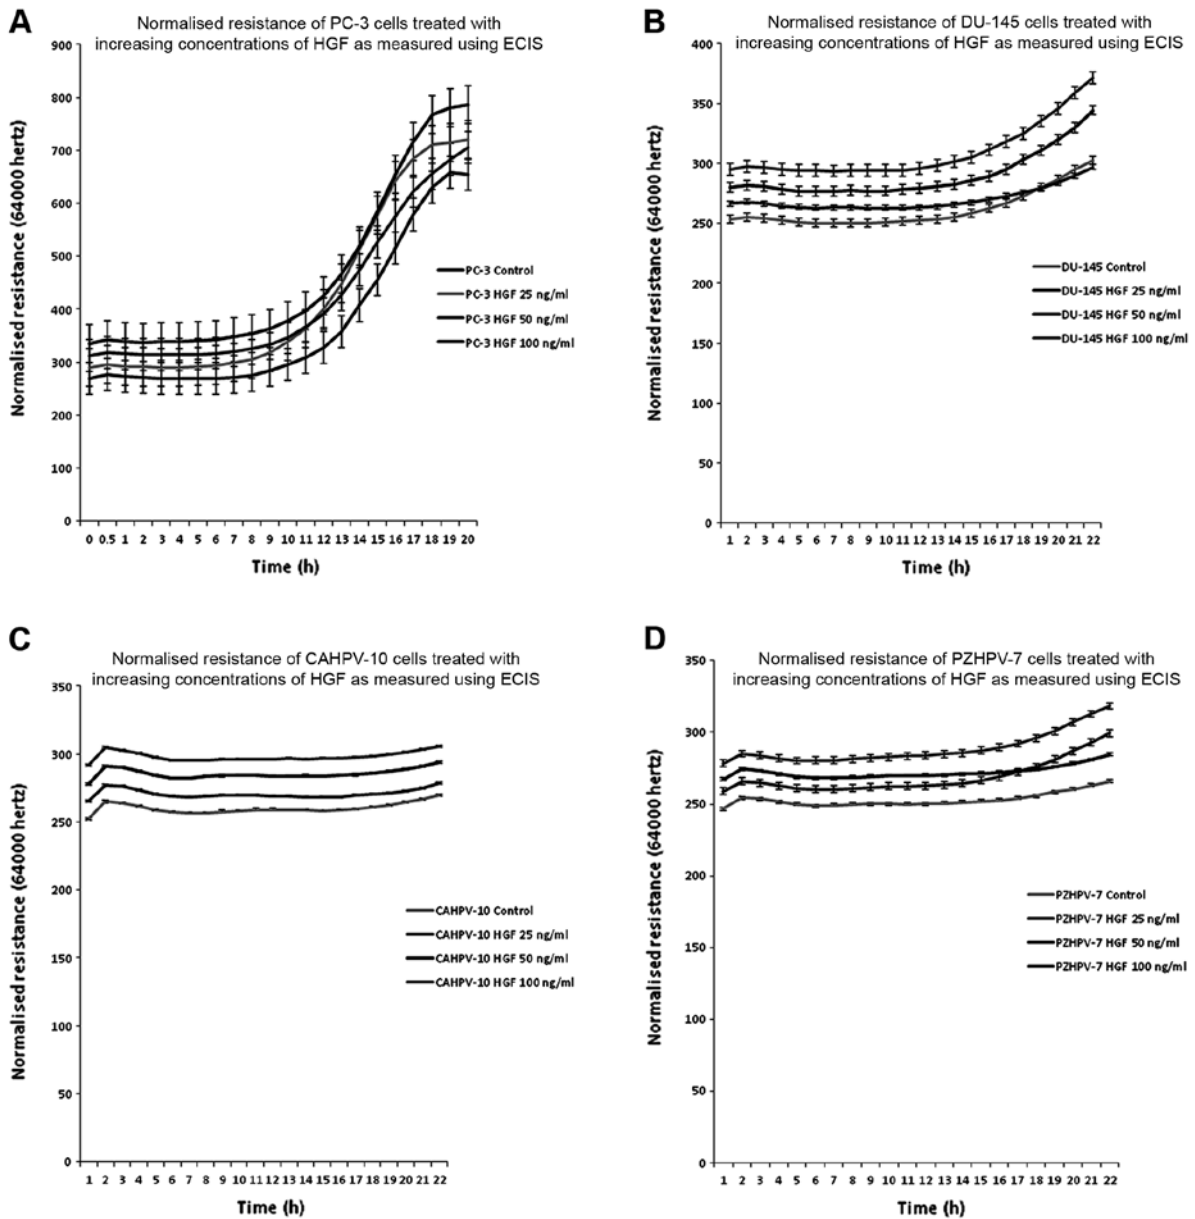 A
Normalised resistance of PC-3 cells treated with
increasing concentrations of HGF as measured using ECIS
Normalised resistance (64000 hertz)
900
800
700
600
500
400
300
200
100
0
PC-3 Control
PC-3 HGF 25 ng/ml
PC-3 HGF 50 ng/ml
PC-3 HGF 100 ng/ml
0 0.5 1 2 3 4 5 6 7 8 9 10 11 12 13 14 15 16 17 18 19 20
Time (h)
B
Normalised resistance of DU-145 cells treated with
increasing concentrations of HGF as measured using ECIS
Normalised resistance (64000 hertz)
400
350
300
250
200
150
100
50
0
DU-145 Control
DU-145 HGF 25 ng/ml
DU-145 HGF 50 ng/ml
DU-145 HGF 100 ng/ml
1 2 3 4 5 6 7 8 9 10 11 12 13 14 15 16 17 18 19 20 21 22
Time (h)
C
Normalised resistance of CAHPV-10 cells treated with
increasing concentrations of HGF as measured using ECIS
Normalised resistance (64000 hertz)
350
300
250
200
150
100
50
0
CAHPV-10 Control
CAHPV-10 HGF 25 ng/ml
CAHPV-10 HGF 50 ng/ml
CAHPV-10 HGF 100 ng/ml
1 2 3 4 5 6 7 8 9 10 11 12 13 14 15 16 17 18 19 20 21 22
Time (h)
D
Normalised resistance of PZHPV-7 cells treated with
increasing concentrations of HGF as measured using ECIS
Normalised resistance (64000 hertz)
350
300
250
200
150
100
50
0
PZHPV-7 Control
PZHPV-7 HGF 25 ng/ml
PZHPV-7 HGF 50 ng/ml
PZHPV-7 HGF 100 ng/ml
1 2 3 4 5 6 7 8 9 10 11 12 13 14 15 16 17 18 19 20 21 22
Time (h)